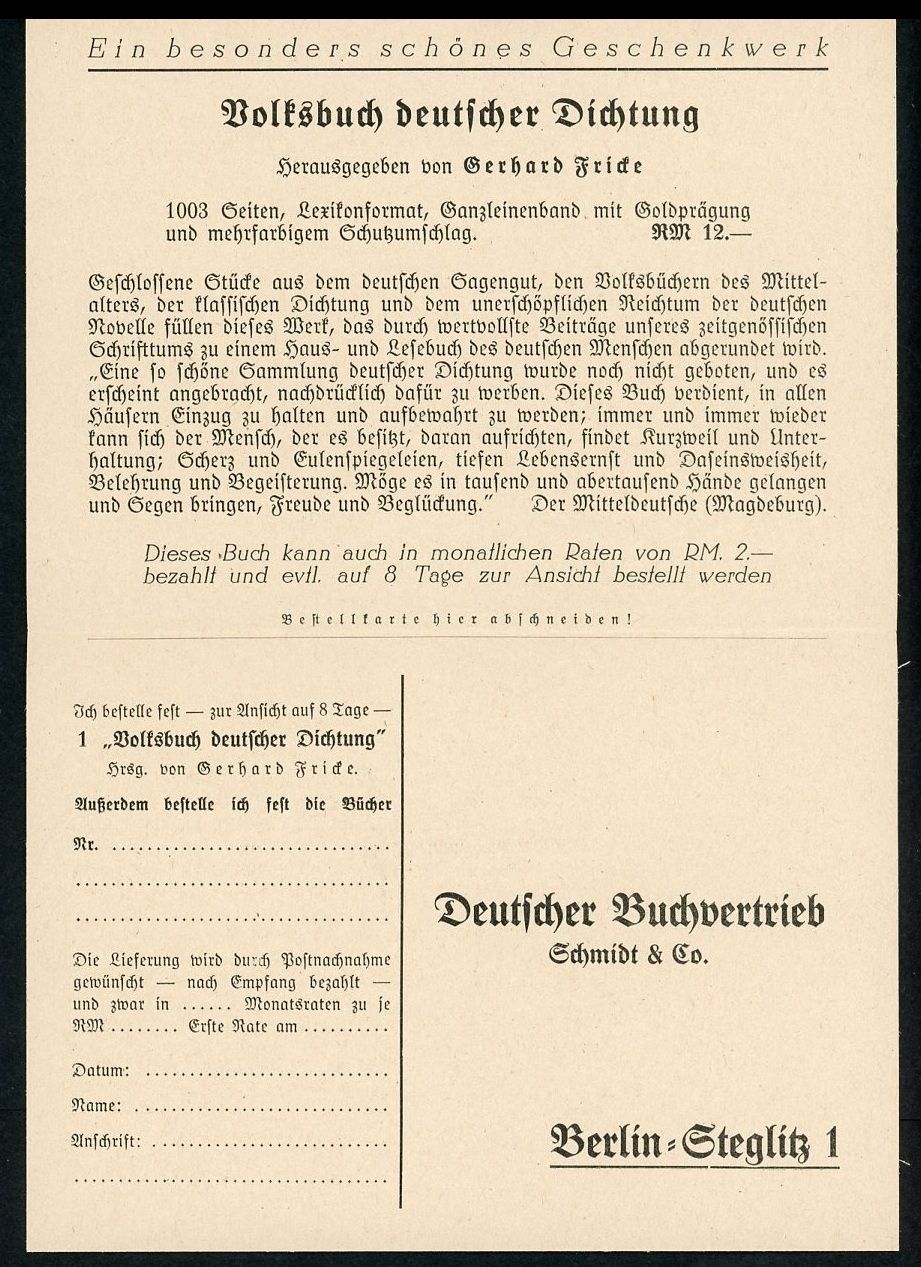 Ein besonders schönes Geschenkwerk
Volksbuch deutscher Dichtung
Herausgegeben von Gerhard Fricke
1003 Seiten, Lexikonformat, Ganzleinenband mit Goldprägung
und mehrfarbigem Schutzumschlag. RM 12.—
Geschlossene Stücke aus dem deutschen Sagengut, den Volksbüchern des Mittel-
alters, der klassischen Dichtung und dem unerschöpflichen Reichtum der deutschen
Novelle füllen dieses Werk, das durch wertvollste Beiträge unseres zeitgenössischen
Schrifttums zu einem Haus- und Lesebuch des deutschen Menschen abgerundet wird.
„Eine so schöne Sammlung deutscher Dichtung wurde noch nicht geboten, und es
erscheint angebracht, nachdrücklich dafür zu werben. Dieses Buch verdient, in allen
Häusern Einzug zu halten und aufbewahrt zu werden; immer und immer wieder
kann sich der Mensch, der es besitzt, daran aufrichten, findet Kurzweil und Unter-
haltung; Scherz und Eulenspiegeleien, tiefen Lebensernst und Daseinsweisheit,
Belehrung und Begeisterung. Möge es in tausend und abertausend Hände gelangen
und Segen bringen, Freude und Beglückung.” Der Mitteldeutsche (Magdeburg).
Dieses Buch kann auch in monatlichen Raten von RM. 2.—
bezahlt und evtl. auf 8 Tage zur Ansicht bestellt werden
Bestellkarte hier abschneiden!
Ich bestelle fest — zur Ansicht auf 8 Tage —
1 „Volksbuch deutscher Dichtung”
Hrsg. von Gerhard Fricke.
Außerdem bestelle ich fest die Bücher
Nr. ................................
....................................
....................................
Die Lieferung wird durch Postnachnahme
gewünscht — nach Empfang bezahlt —
und zwar in ...... Monatsraten zu je
RM ........ Erste Rate am ..........
Datum: ............................
Name: .............................
Anschrift: ...........................
....................................
Deutscher Buchvertrieb
Schmidt & Co.
Berlin-Steglitz 1